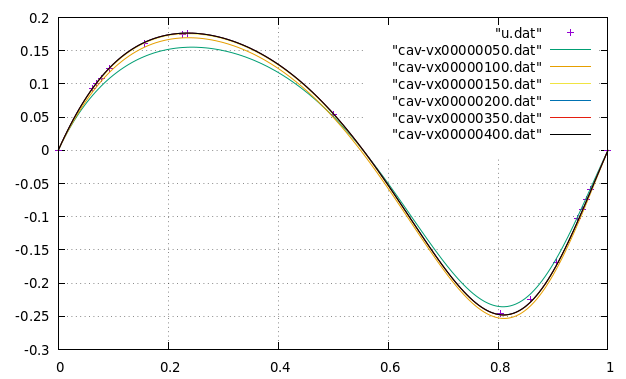 0.2
"u.dat"
"cav-vx00000050.dat"
0.15
"cav-vx00000100.dat"
0.1
"cav-vx00000150.dat"
"cav-vx00000200.dat"
0.05
"cav-vx00000350.dat"
"cav-vx00000400.dat"
0
-0.05
-0.1
-0.15
-0.2
-0.25
-0.3
0 0.2 0.4 0.6 0.8 1